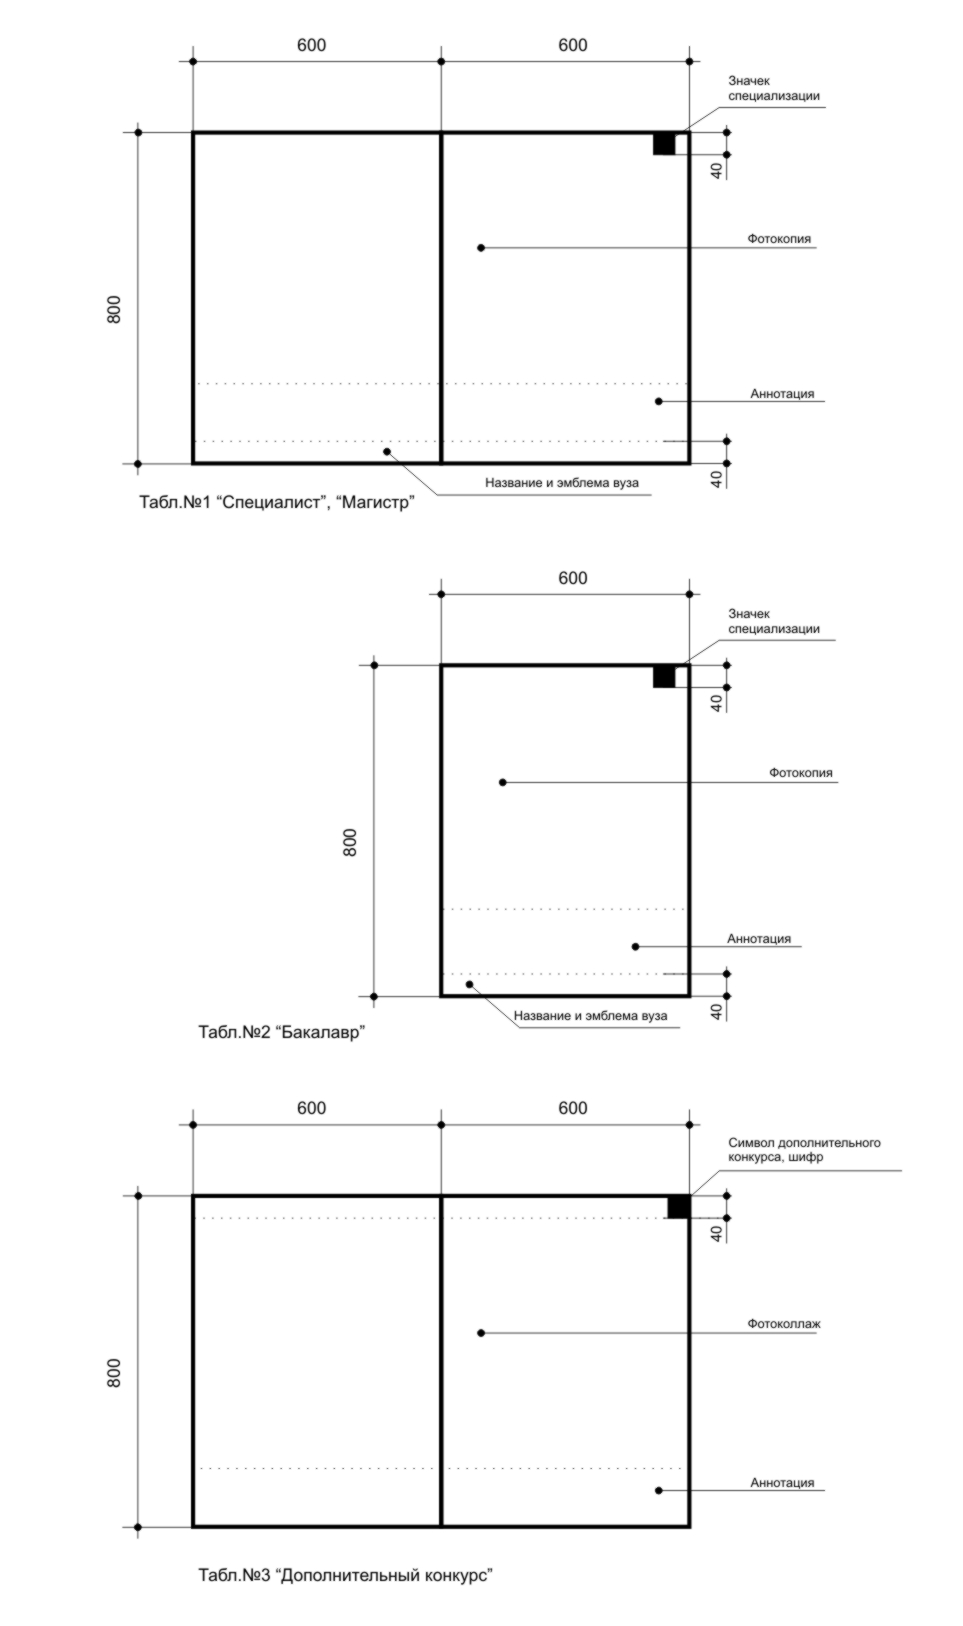 600
600
Значек
специализации
40
Фотокопия
800
Аннотация
40
Название и эмблема вуза
Табл.№1 “Специалист”, “Магистр”
600
Значек
специализации
40
Фотокопия
800
Аннотация
40
Название и эмблема вуза
Табл.№2 “Бакалавр”
600
600
Символ дополнительного
конкурса, шифр
40
Фотоколлаж
800
Аннотация
Табл.№3 “Дополнительный конкурс”